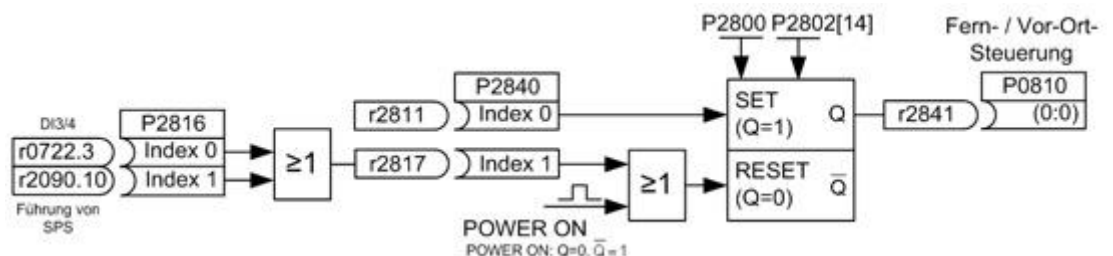 P2800 P2802[14]
Fern- / Vor-Ort-
Steuerung
P2840
P0810
r2811
Index 0
SET
(Q=1)
Q
r2841
(0:0)
DI3/4
P2816
r0722.3
Index 0
≥1
r2817
Index 1
r2090.10
Index 1
≥1
RESET
(Q=0)
Q̅
Führung von
SPS
POWER ON
POWER ON: Q=0, Q̅ = 1